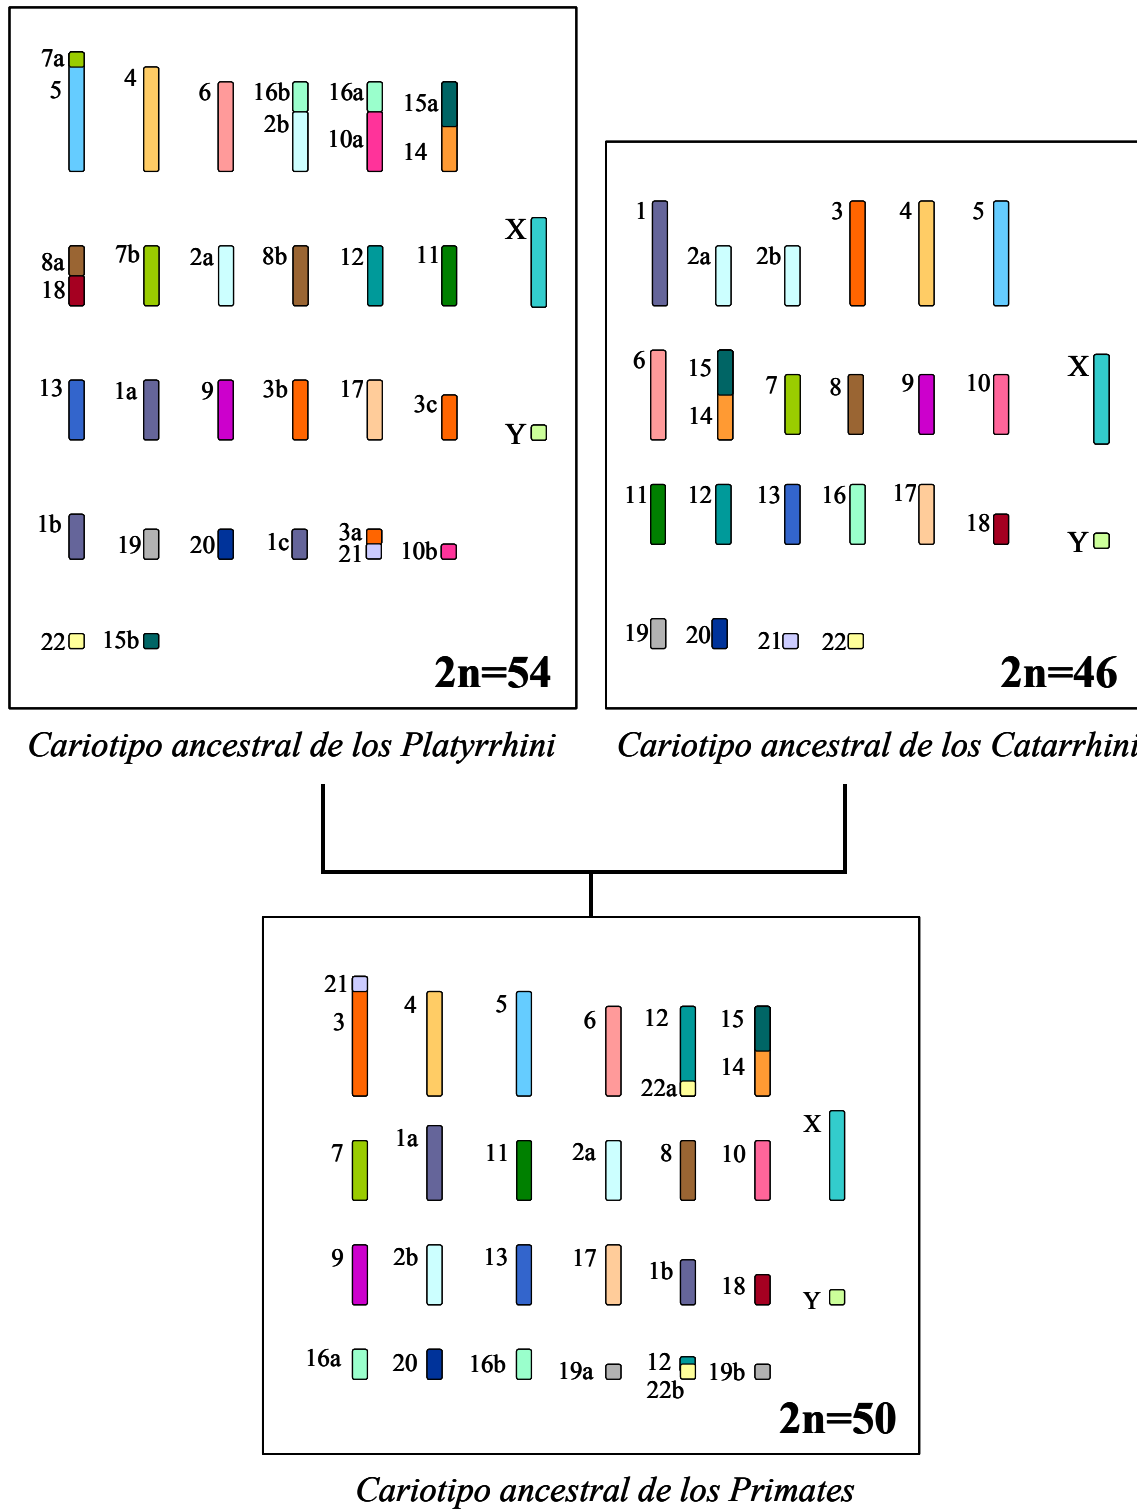 7a
5
4
6
16b
2b
16a
10a
15a
14
X
8a
18
7b
2a
8b
12
11
13
1a
9
3b
17
3c
Y
1b
19
20
1c
3a
21
10b
22
15b
2n=54
Cariotipo ancestral de los Platyrrhini
1
2a
2b
3
4
5
6
15
14
7
8
9
10
X
11
12
13
16
17
18
Y
19
20
21
22
2n=46
Cariotipo ancestral de los Catarrhini
21
3
4
5
6
12
22a
15
14
X
7
1a
11
2a
8
10
9
2b
13
17
1b
18
Y
16a
20
16b
19a
12
22b
19b
2n=50
Cariotipo ancestral de los Primates